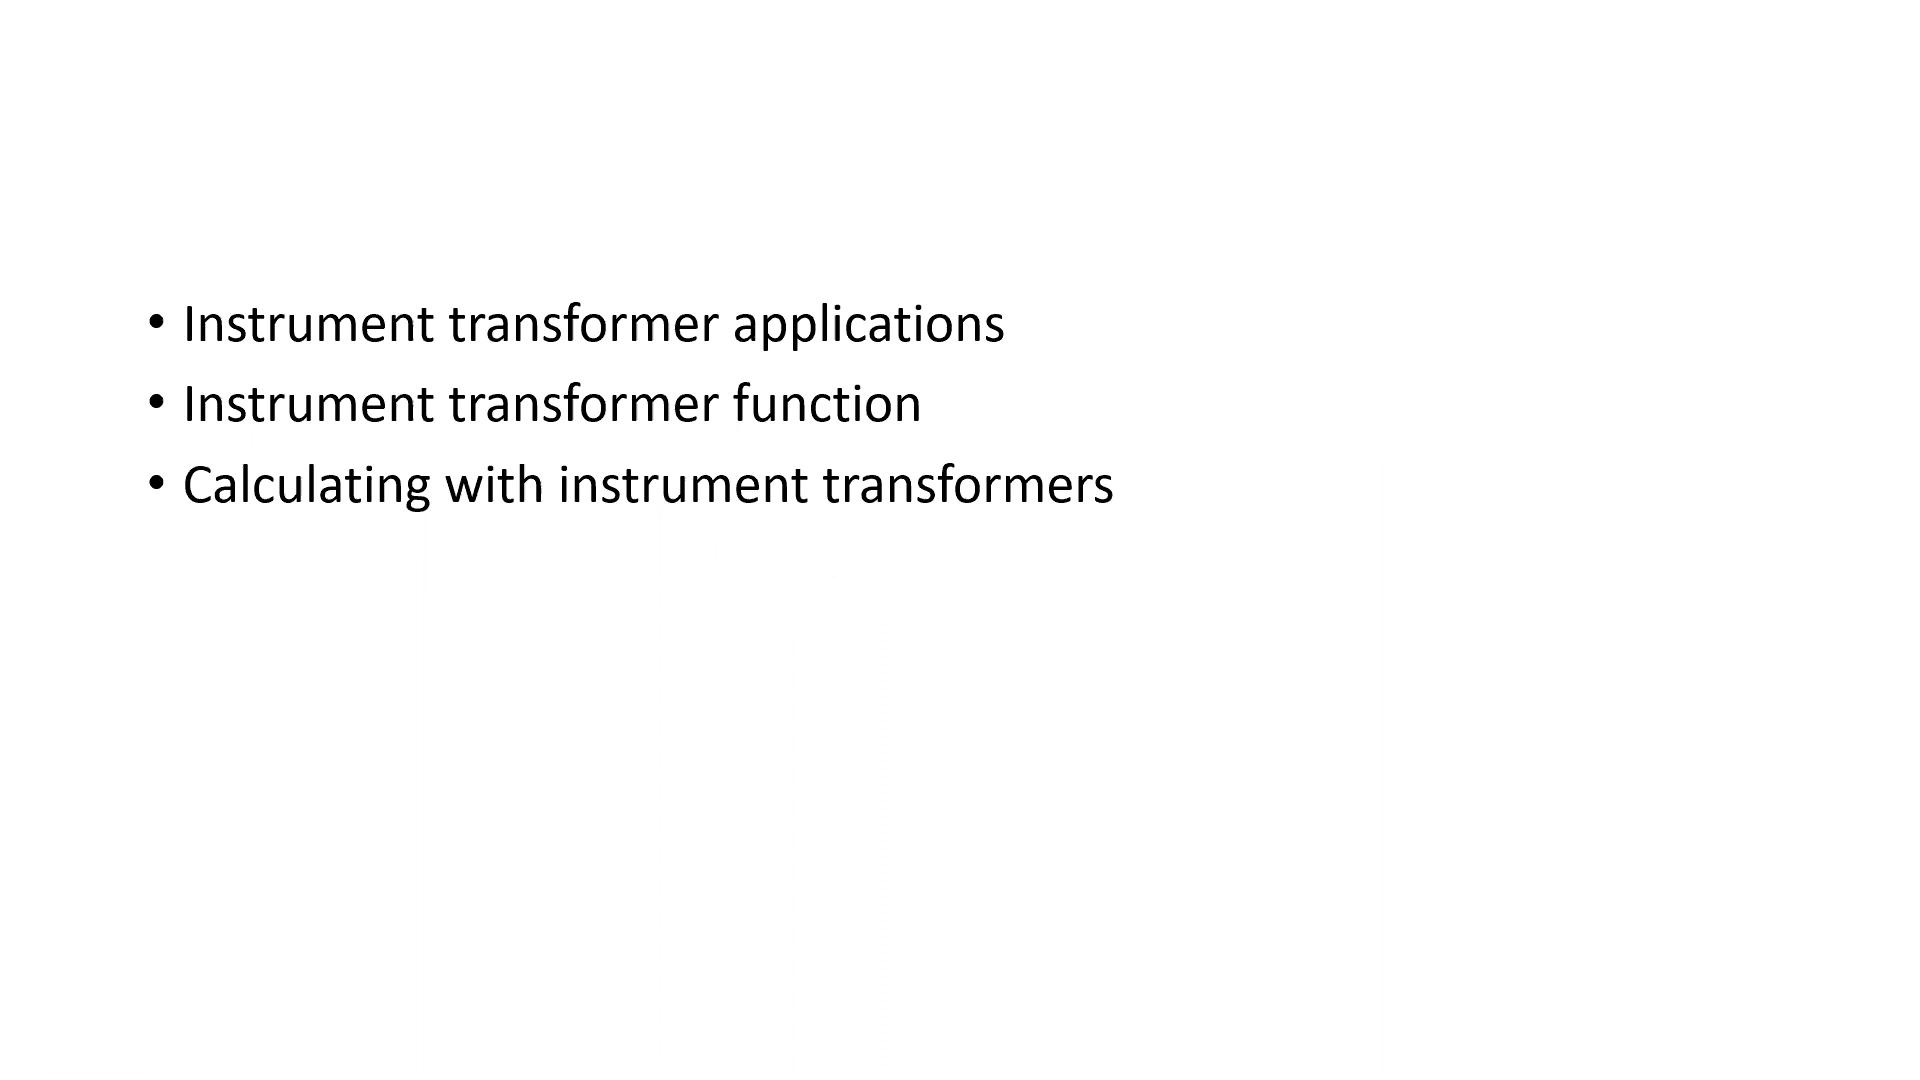 • Instrument transformer applications
• Instrument transformer function
• Calculating with instrument transformers